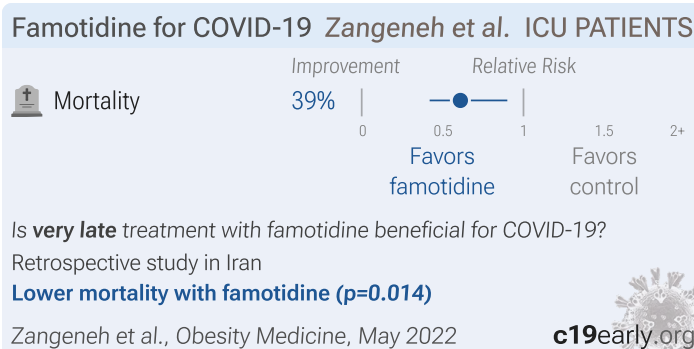 Famotidine for COVID-19 Zangeneh et al. ICU PATIENTS
Improvement Relative Risk
Mortality 39%
0 0.5 1 1.5 2+
Favors famotidine
Favors control
Is very late treatment with famotidine beneficial for COVID-19?
Retrospective study in Iran
Lower mortality with famotidine (p=0.014)
Zangeneh et al., Obesity Medicine, May 2022 c19early.org